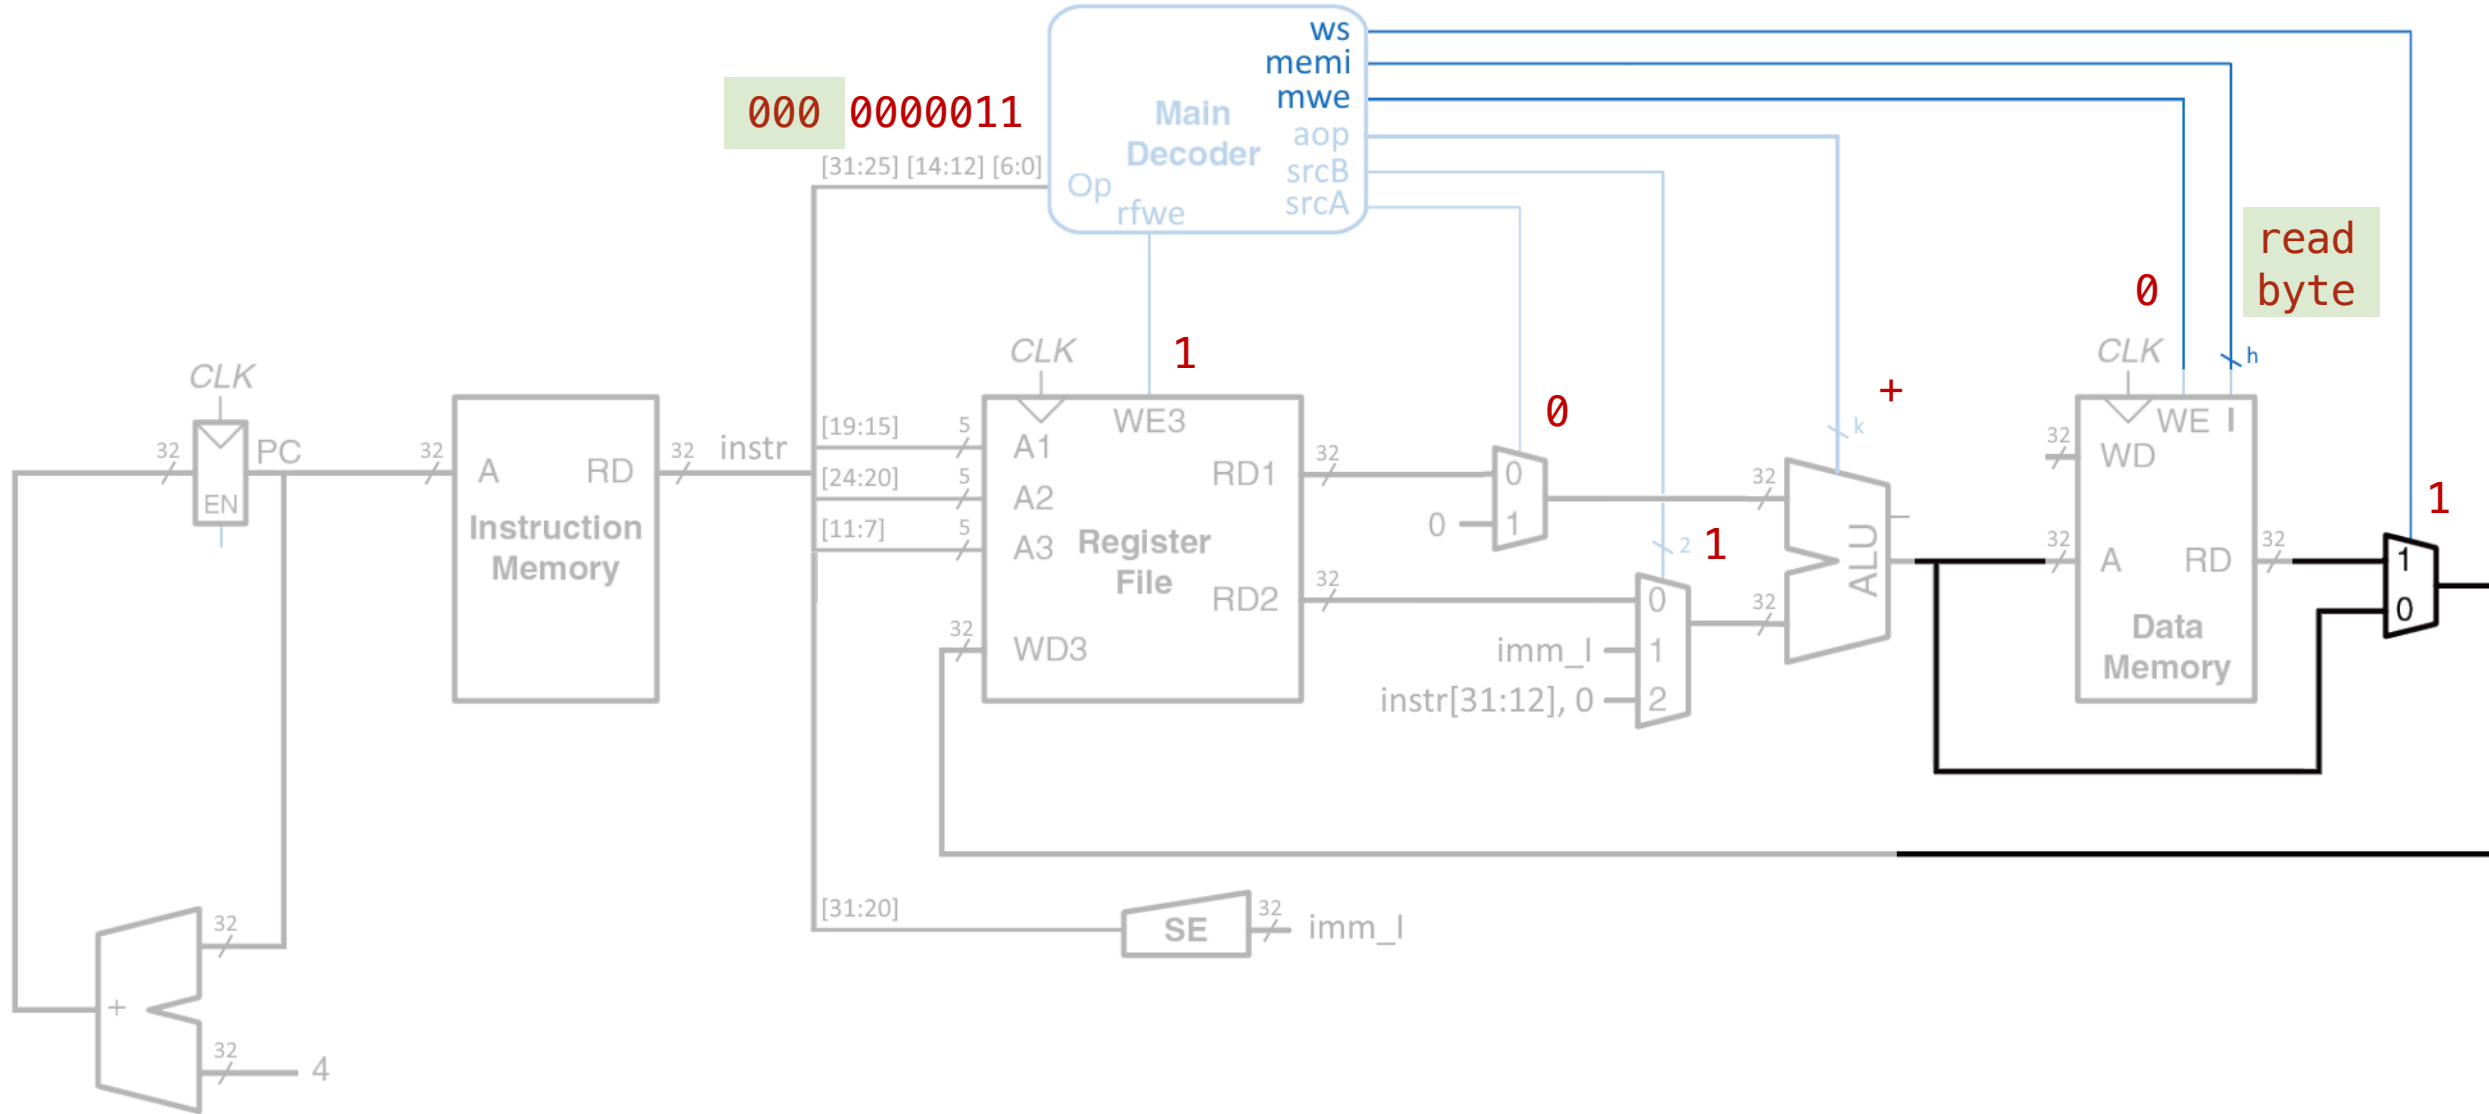 ws
memi
mwe
aop
srcB
srcA
Main
Decoder
Op
rfwe
000 0000011
[31:25] [14:12] [6:0]
read
byte
0
h
1
CLK
CLK
CLK
0
+
k
32
PC
EN
32
A
RD
Instruction
Memory
32
instr
[19:15]
5
[24:20]
5
[11:7]
5
A1
A2
A3
WE3
Register
File
RD1
RD2
32
WD3
32
0
1
0
32
32
2
1
0
1
2
imm_I
instr[31:12], 0
32
32
ALU
32
WD
WE
I
32
A
RD
32
Data
Memory
1
1
0
[31:20]
SE
32
imm_I
32
+
32
4